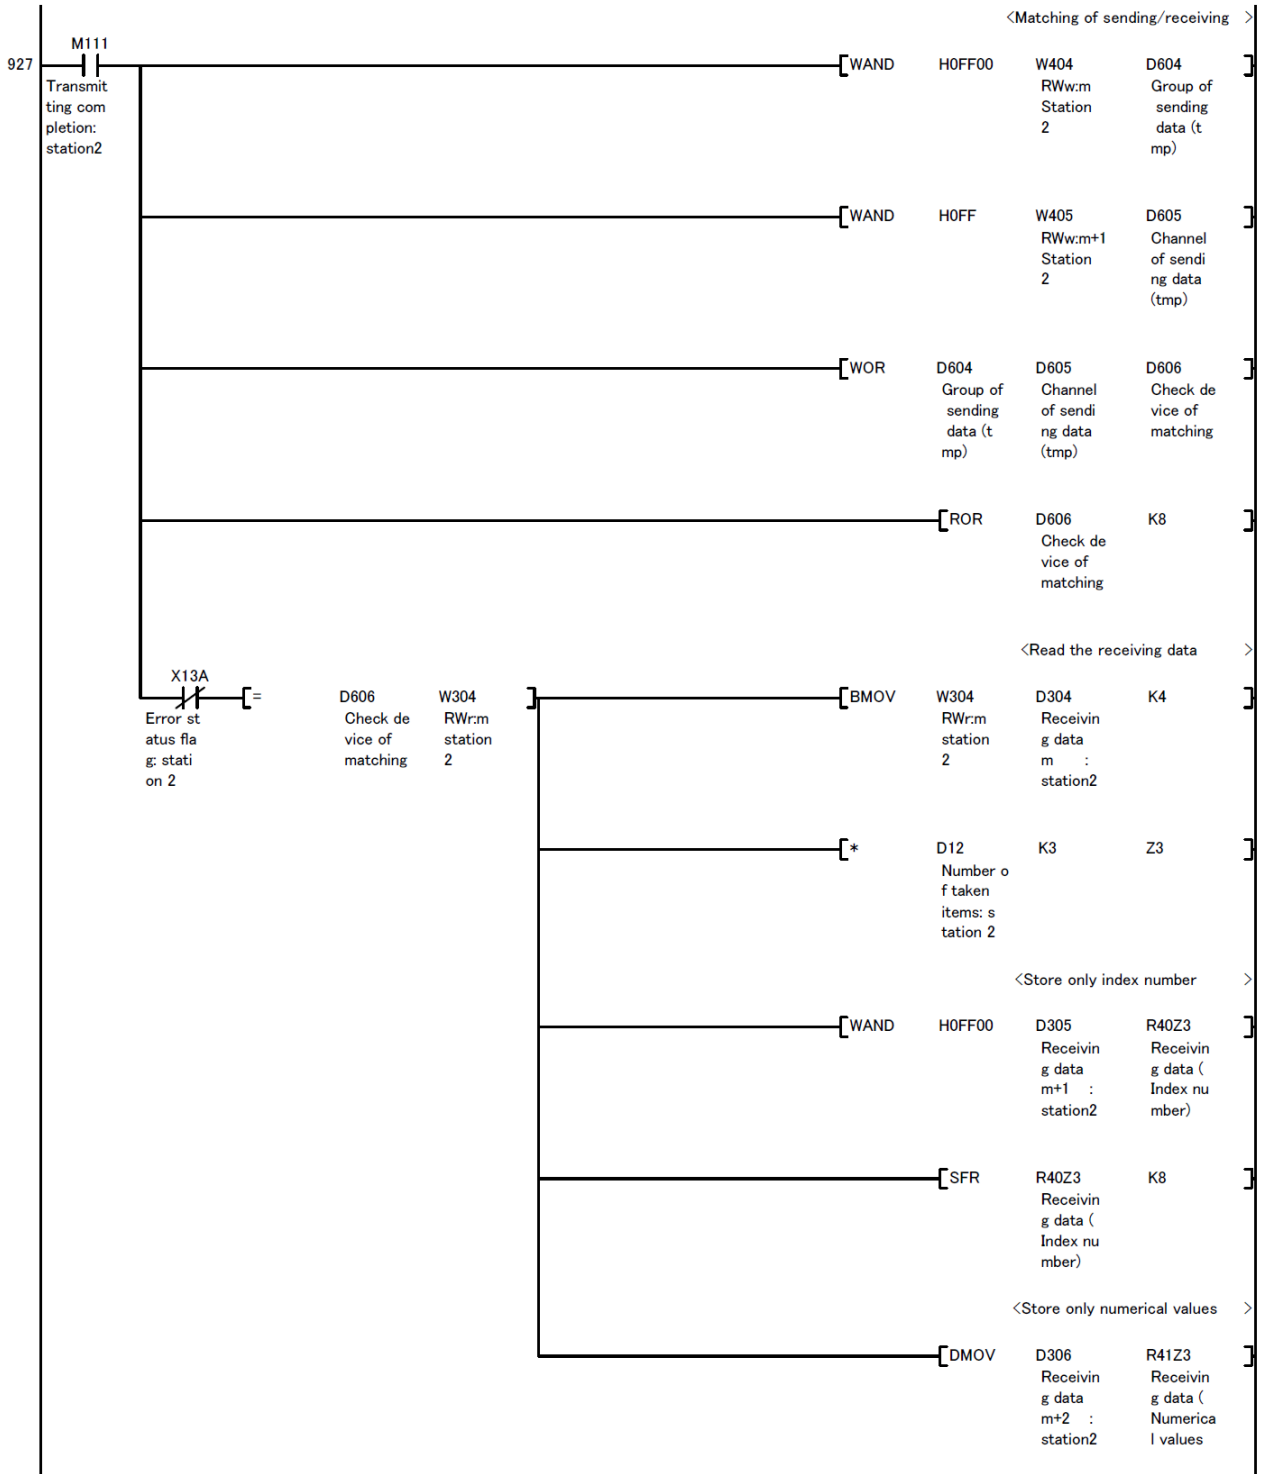 <Matching of sending/receiving >
M111
927
WAND H0FF00 W404 D604
Transmit RWw:m Group of
ting com Station sending
pletion: 2 data (t
station2 mp)
WAND H0FF W405 D605
RWw:m+1 Channel
Station of sendi
2 ng data
(tmp)
WOR D604 D605 D606
Group of Channel Check de
sending of sendi vice of
data (t ng data matching
mp) (tmp)
ROR D606 K8
Check de
vice of
matching
<Read the receiving data >
X13A
= D606 W304 BMOV W304 D304 K4
Error st Check de RWr:m RWr:m Receivin
atus fla vice of station station g data
g: stati matching 2 2 m :
on 2 station2
* D12 K3 Z3
Number o
f taken
items: s
tation 2
<Store only index number >
WAND H0FF00 D305 R40Z3
Receivin Receivin
g data g data (
m+1 : Index nu
station2 mber)
SFR R40Z3 K8
Receivin
g data (
Index nu
mber)
<Store only numerical values >
DMOV D306 R41Z3
Receivin Receivin
g data g data (
m+2 : Numerica
station2 l values